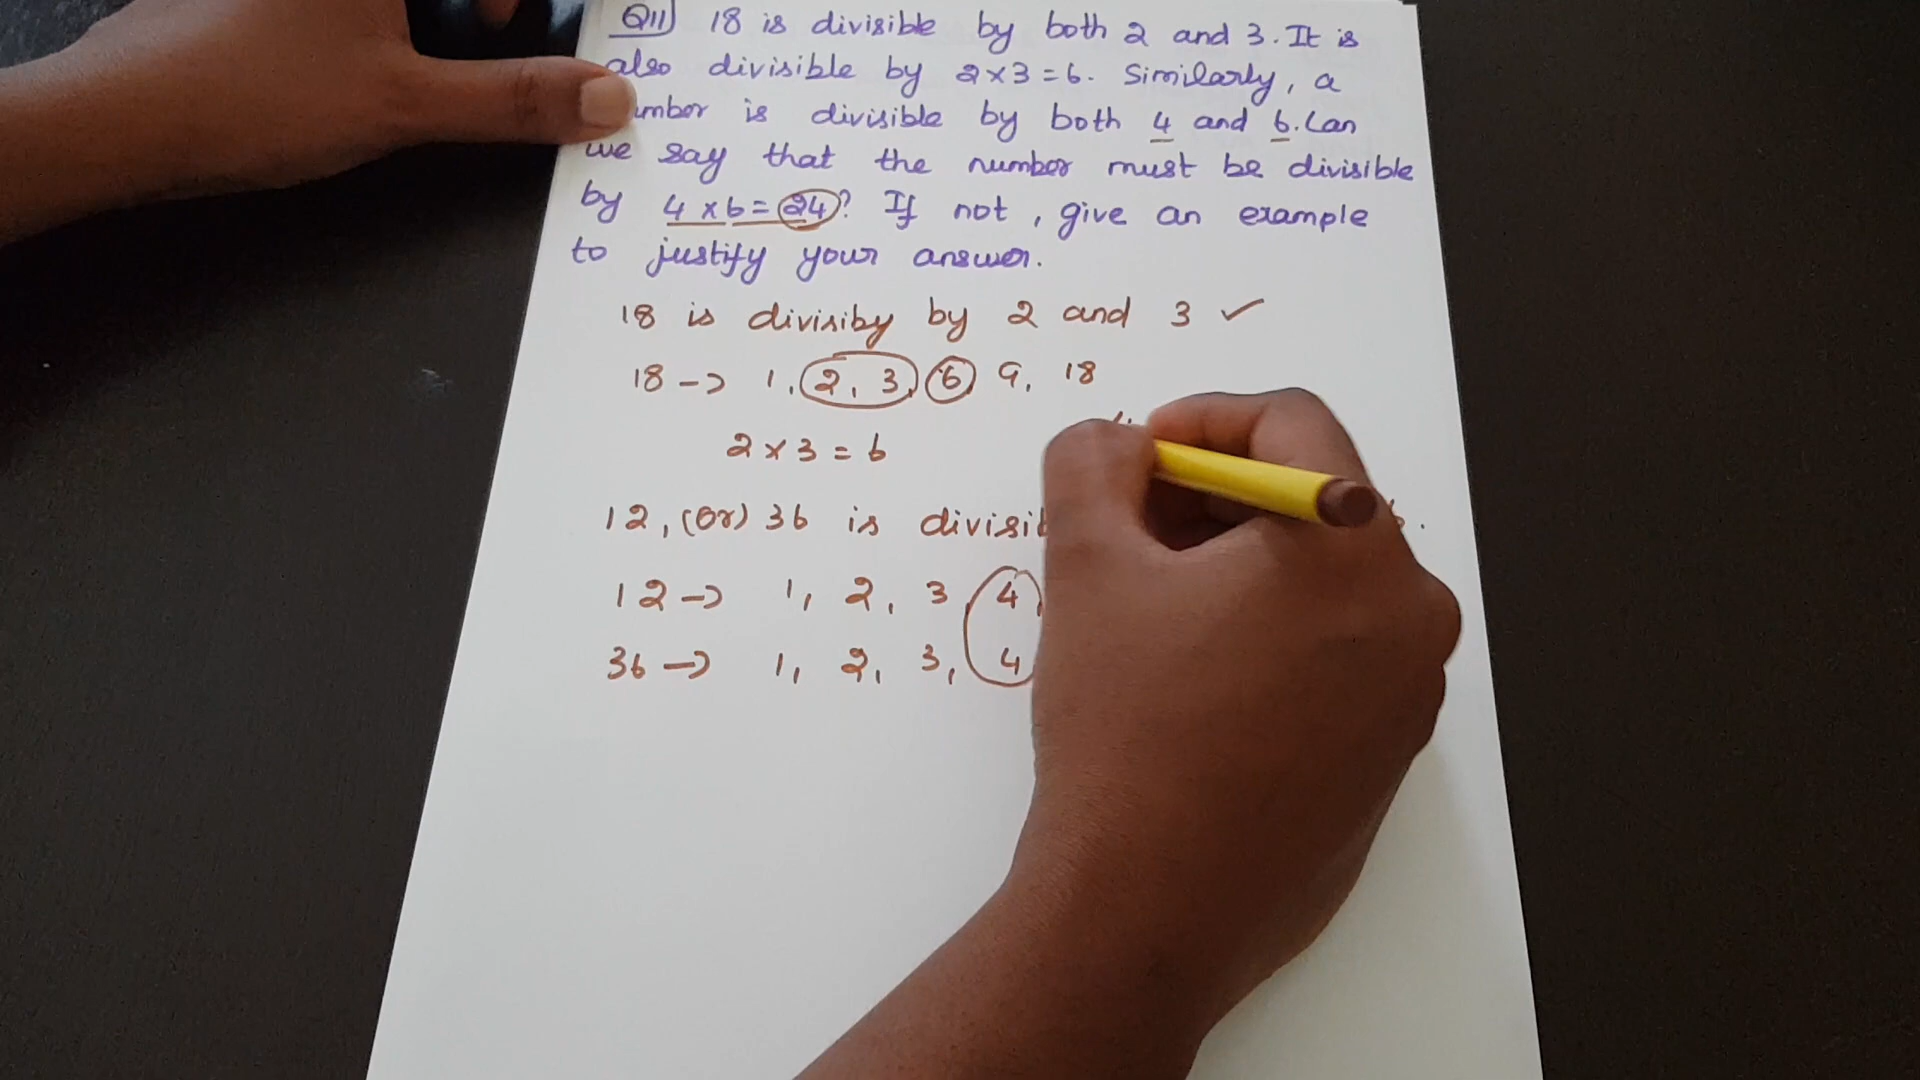 Q11) 18 is divisible by both 2 and 3. It is
also divisible by 2 x 3 = 6. Similarly, a
is divisible by both 4 and 6. Can
we say that the number must be divisible
by 4 x 6 = 24? If not, give an example
to justify your answer.
18 is divisiby by 2 and 3 ✓
18 -> 1, 2, 3, 6 9, 18
2 x 3 = 6
12, (or) 36 is
12 -> 1, 2, 3, 4,
36 -> 1, 2, 3, 4